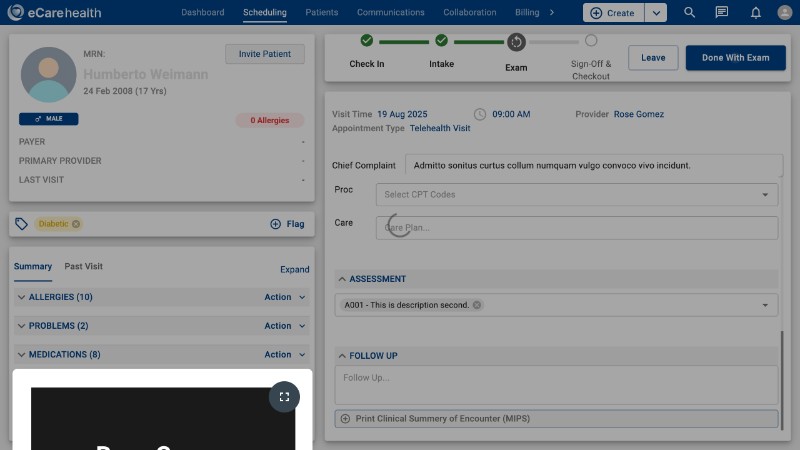 eCarehealth
Dashboard Scheduling Patients Communications Collaboration Billing
Create
MRN:
Invite Patient
Humberto Weimann
24 Feb 2008 (17 Yrs)
MALE
0 Allergies
PAYER -
PRIMARY PROVIDER -
LAST VISIT -
Diabetic
Flag
Summary Past Visit Expand
ALLERGIES (10) Action
PROBLEMS (2) Action
MEDICATIONS (8) Action
Check In Intake Exam Sign-Off & Checkout
Leave Done With Exam
Visit Time 19 Aug 2025 09:00 AM Provider Rose Gomez
Appointment Type Telehealth Visit
Chief Complaint Admitto sonitus curtus collum numquam vulgo convoco vivo incidunt.
Proc Select CPT Codes
Care Care Plan...
ASSESSMENT
A001 - This is description second.
FOLLOW UP
Follow Up...
Print Clinical Summery of Encounter (MIPS)